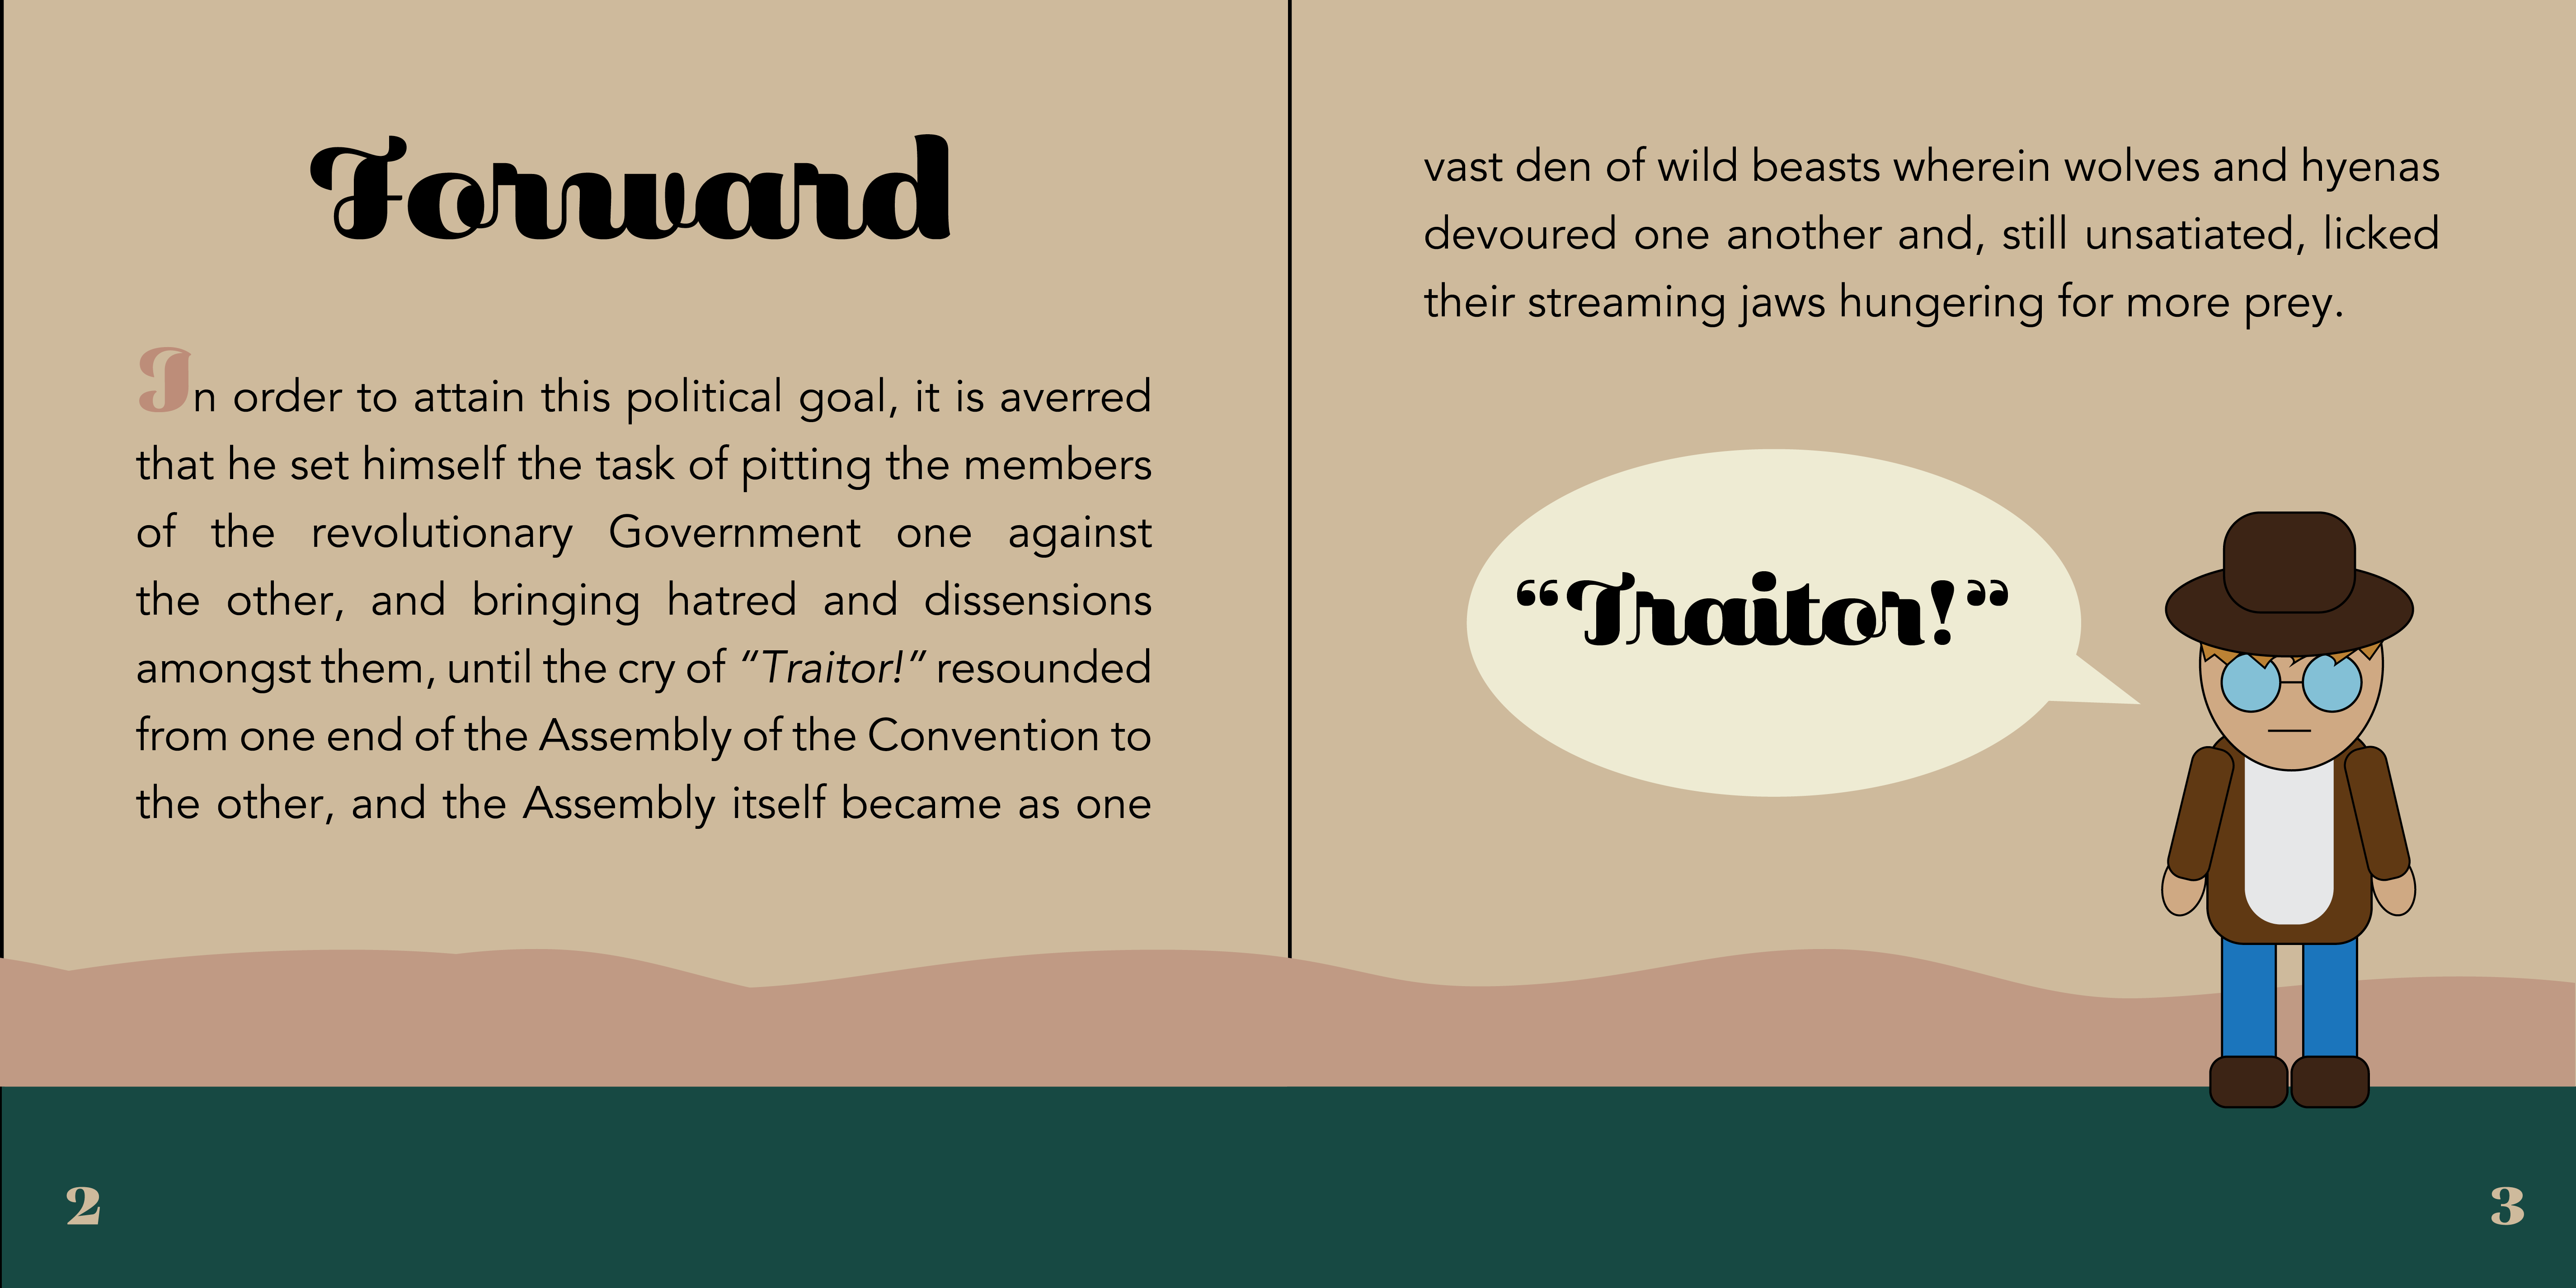 Forward
In order to attain this political goal, it is averred
that he set himself the task of pitting the members
of the revolutionary Government one against
the other, and bringing hatred and dissensions
amongst them, until the cry of “Traitor!” resounded
from one end of the Assembly of the Convention to
the other, and the Assembly itself became as one
2
vast den of wild beasts wherein wolves and hyenas
devoured one another and, still unsatiated, licked
their streaming jaws hungering for more prey.
“Traitor!”
3